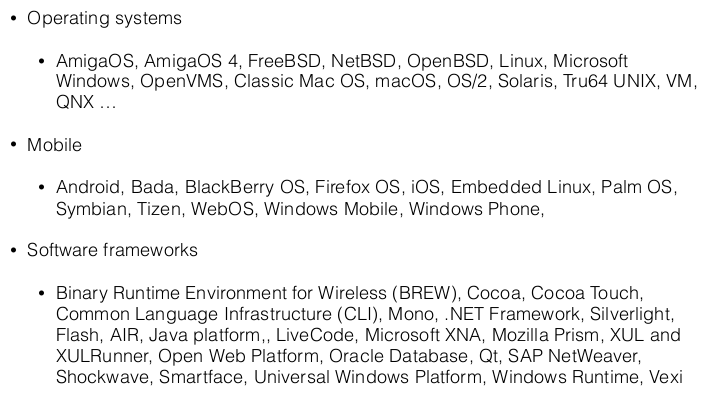 • Operating systems
• AmigaOS, AmigaOS 4, FreeBSD, NetBSD, OpenBSD, Linux, Microsoft
Windows, OpenVMS, Classic Mac OS, macOS, OS/2, Solaris, Tru64 UNIX, VM,
QNX …
• Mobile
• Android, Bada, BlackBerry OS, Firefox OS, iOS, Embedded Linux, Palm OS,
Symbian, Tizen, WebOS, Windows Mobile, Windows Phone,
• Software frameworks
• Binary Runtime Environment for Wireless (BREW), Cocoa, Cocoa Touch,
Common Language Infrastructure (CLI), Mono, .NET Framework, Silverlight,
Flash, AIR, Java platform,, LiveCode, Microsoft XNA, Mozilla Prism, XUL and
XULRunner, Open Web Platform, Oracle Database, Qt, SAP NetWeaver,
Shockwave, Smartface, Universal Windows Platform, Windows Runtime, Vexi